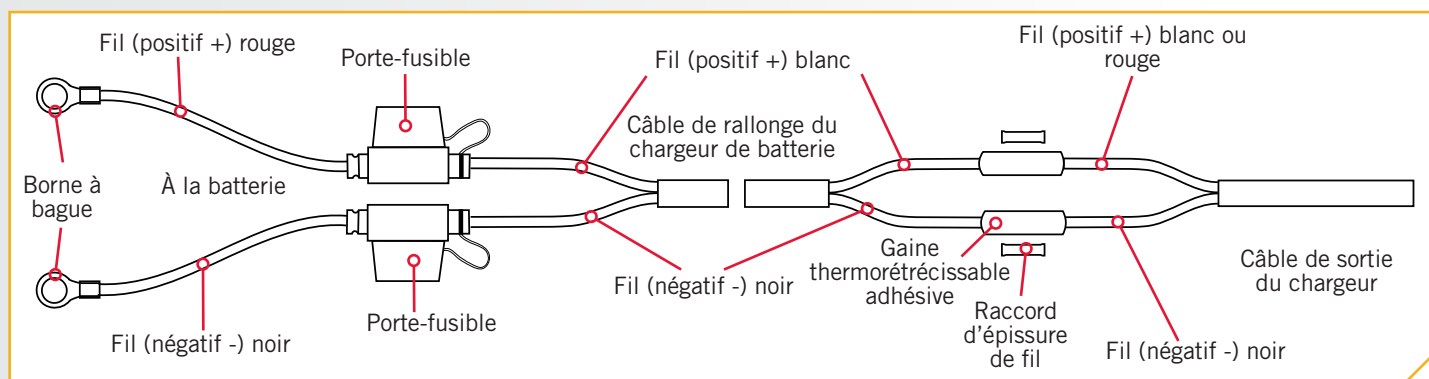 Fil (positif +) rouge
Porte-fusible
Fil (positif +) blanc
Fil (positif +) blanc ou
rouge
Câble de rallonge du
chargeur de batterie
Borne à
bague
À la batterie
Gaine
thermorétrécissable
adhésive
Câble de sortie
du chargeur
Fil (négatif -) noir
Raccord
d'épissure
de fil
Porte-fusible
Fil (négatif -) noir
Fil (négatif -) noir